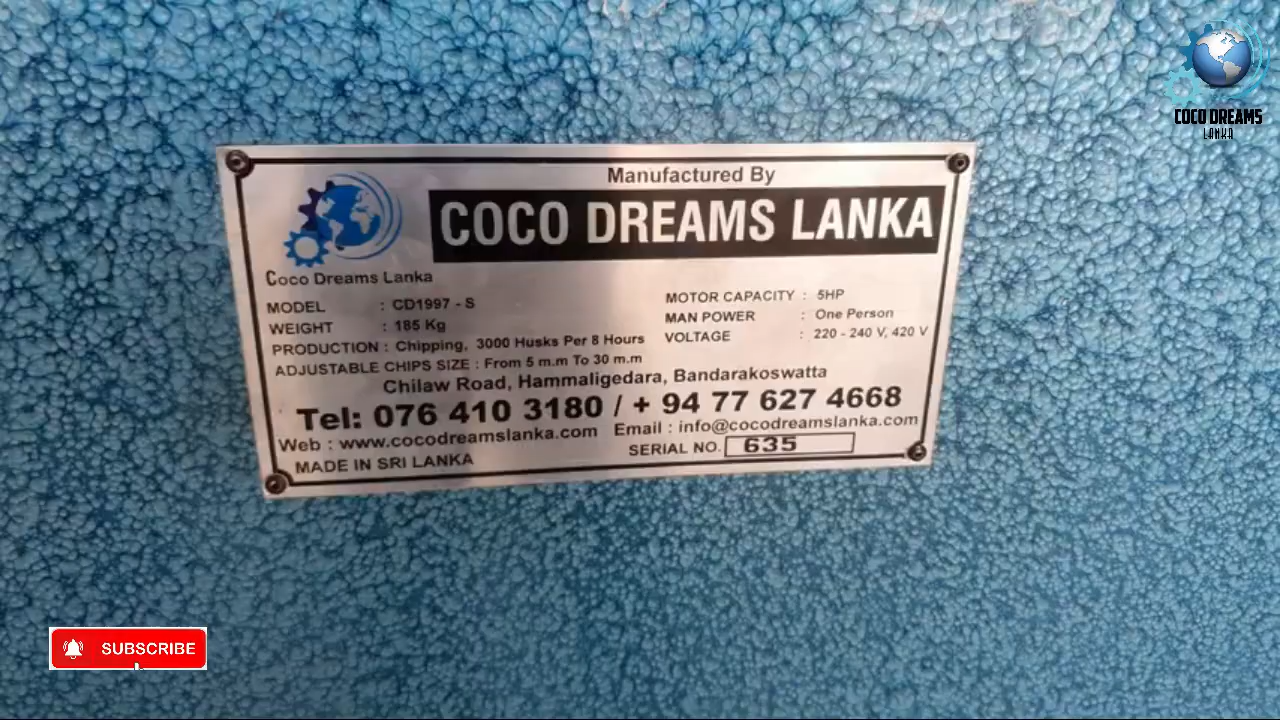 COCO DREAMS
LANKA
Manufactured By
COCO DREAMS LANKA
Coco Dreams Lanka
MODEL : CD1997 - S
WEIGHT : 185 Kg
PRODUCTION : Chipping, 3000 Husks Per 8 Hours
ADJUSTABLE CHIPS SIZE : From 5 m.m To 30 m.m
MOTOR CAPACITY : 5HP
MAN POWER : One Person
VOLTAGE : 220 - 240 V, 420 V
Chilaw Road, Hammaligedara, Bandarakoswatta
Tel: 076 410 3180 / + 94 77 627 4668
Web : www.cocodreamslanka.com Email : info@cocodreamslanka.com
MADE IN SRI LANKA SERIAL NO. 635
SUBSCRIBE